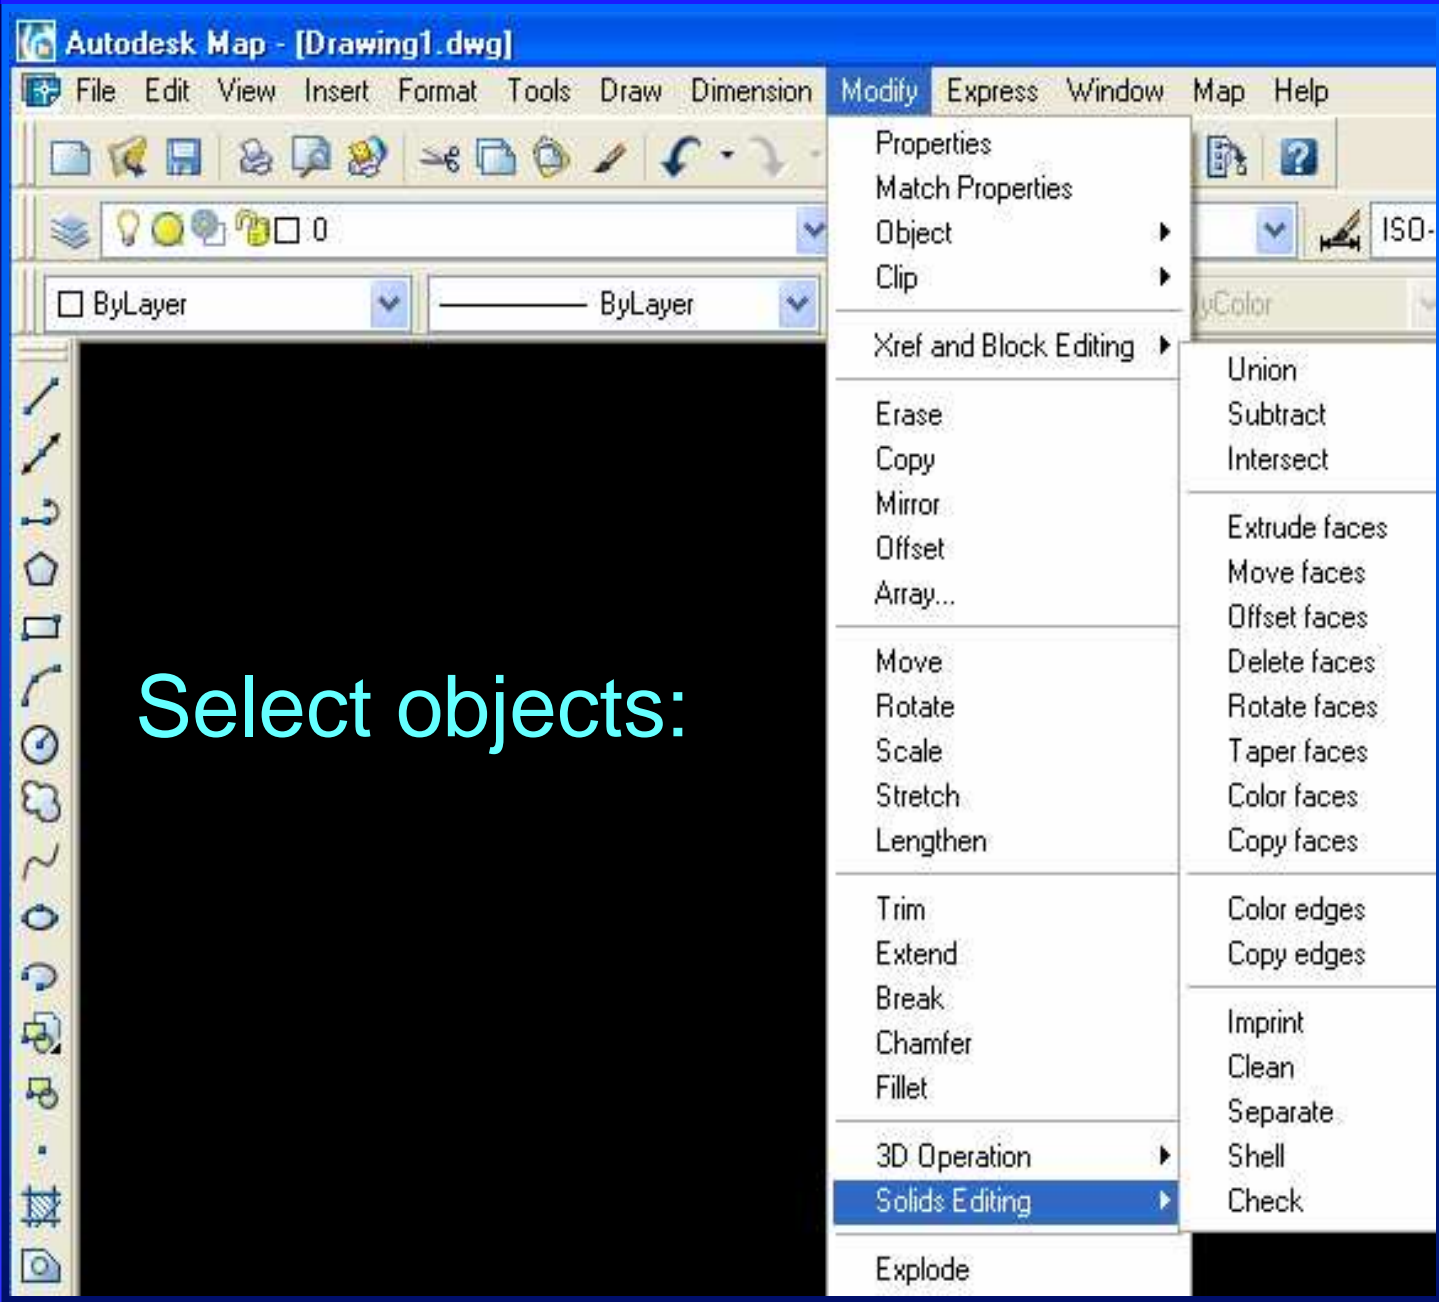 Autodesk Map - [Drawing1.dwg]
File Edit View Insert Format Tools Draw Dimension Modify Express Window Map Help
0
ISO-
ByLayer
ByLayer
yColor
Properties
Match Properties
Object
Clip
Xref and Block Editing
Erase
Copy
Mirror
Offset
Array...
Move
Rotate
Scale
Stretch
Lengthen
Trim
Extend
Break
Chamfer
Fillet
3D Operation
Solids Editing
Explode
Union
Subtract
Intersect
Extrude faces
Move faces
Offset faces
Delete faces
Rotate faces
Taper faces
Color faces
Copy faces
Color edges
Copy edges
Imprint
Clean
Separate
Shell
Check
Select objects: